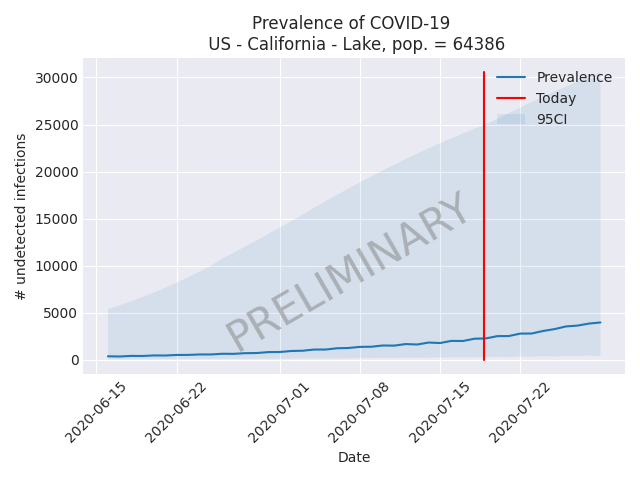 Prevalence of COVID-19
US - California - Lake, pop. = 64386
30000
25000
20000
15000
10000
5000
0
# undetected infections
Prevalence
Today
95CI
PRELIMINARY
2020-06-15
2020-06-22
2020-07-01
2020-07-08
2020-07-15
2020-07-22
Date